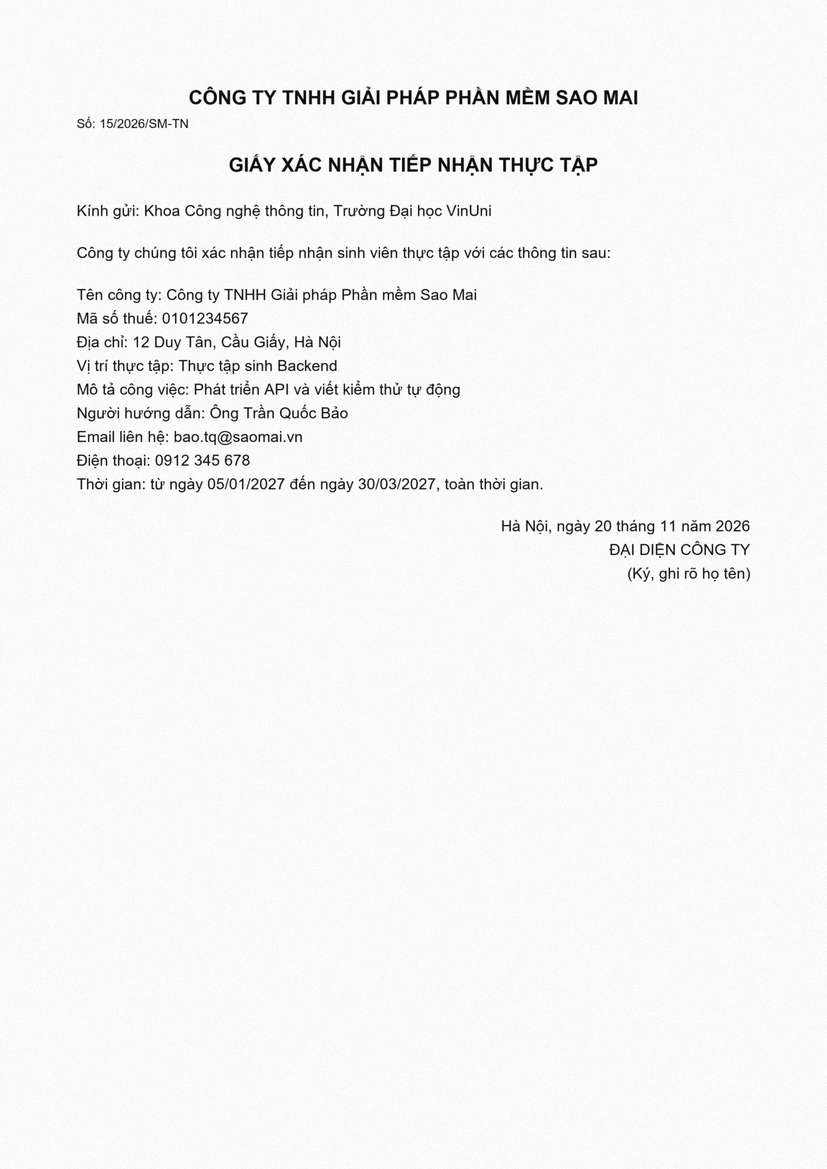 CÔNG TY TNHH GIẢI PHÁP PHẦN MỀM SAO MAI
Số: 15/2026/SM-TN
GIẤY XÁC NHẬN TIẾP NHẬN THỰC TẬP
Kính gửi: Khoa Công nghệ thông tin, Trường Đại học VinUni
Công ty chúng tôi xác nhận tiếp nhận sinh viên thực tập với các thông tin sau:
Tên công ty: Công ty TNHH Giải pháp Phần mềm Sao Mai
Mã số thuế: 0101234567
Địa chỉ: 12 Duy Tân, Cầu Giấy, Hà Nội
Vị trí thực tập: Thực tập sinh Backend
Mô tả công việc: Phát triển API và viết kiểm thử tự động
Người hướng dẫn: Ông Trần Quốc Bảo
Email liên hệ: bao.tq@saomai.vn
Điện thoại: 0912 345 678
Thời gian: từ ngày 05/01/2027 đến ngày 30/03/2027, toàn thời gian.
Hà Nội, ngày 20 tháng 11 năm 2026
ĐẠI DIỆN CÔNG TY
(Ký, ghi rõ họ tên)